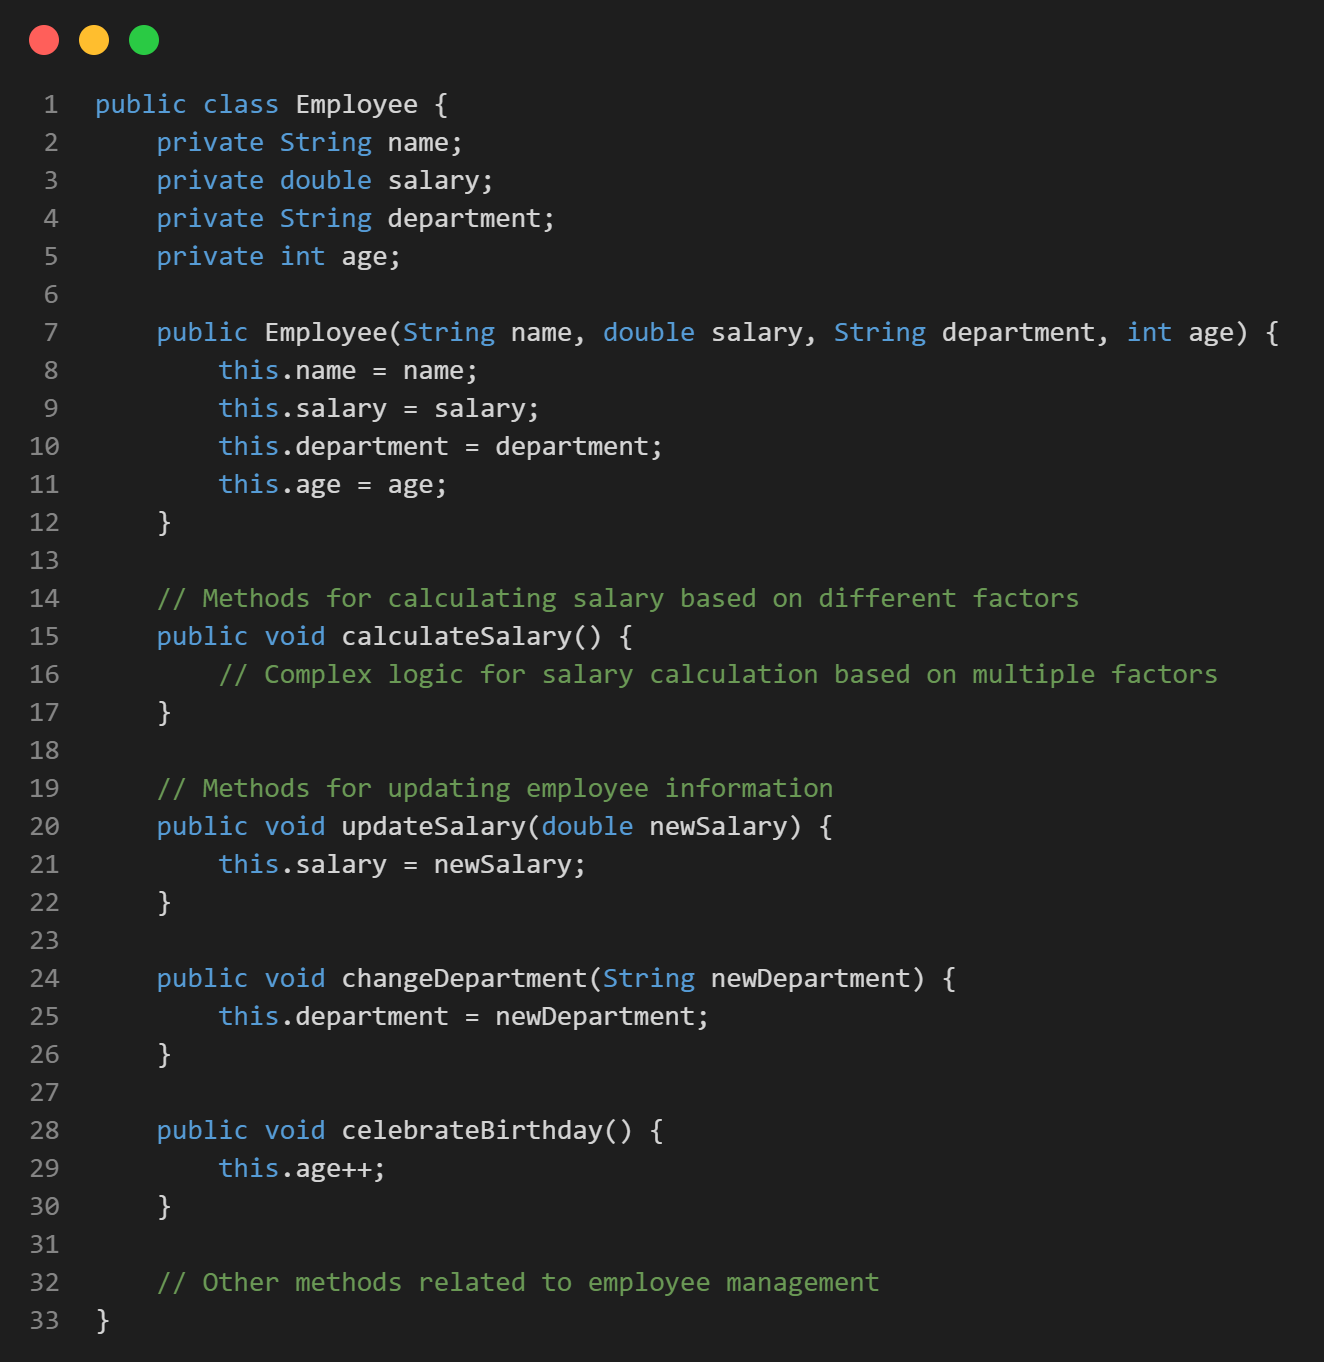 1 public class Employee {
2     private String name;
3     private double salary;
4     private String department;
5     private int age;
6
7     public Employee(String name, double salary, String department, int age) {
8         this.name = name;
9         this.salary = salary;
10         this.department = department;
11         this.age = age;
12     }
13
14     // Methods for calculating salary based on different factors
15     public void calculateSalary() {
16         // Complex logic for salary calculation based on multiple factors
17     }
18
19     // Methods for updating employee information
20     public void updateSalary(double newSalary) {
21         this.salary = newSalary;
22     }
23
24     public void changeDepartment(String newDepartment) {
25         this.department = newDepartment;
26     }
27
28     public void celebrateBirthday() {
29         this.age++;
30     }
31
32     // Other methods related to employee management
33 }